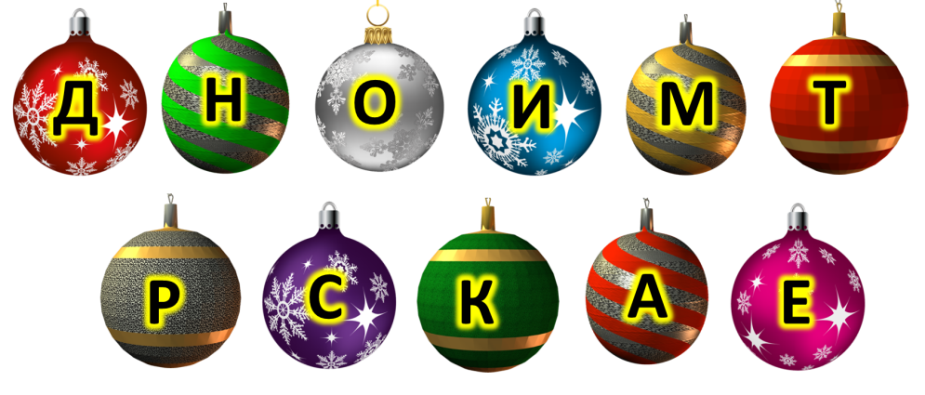 Д Н О И М Т
Р С К А Е